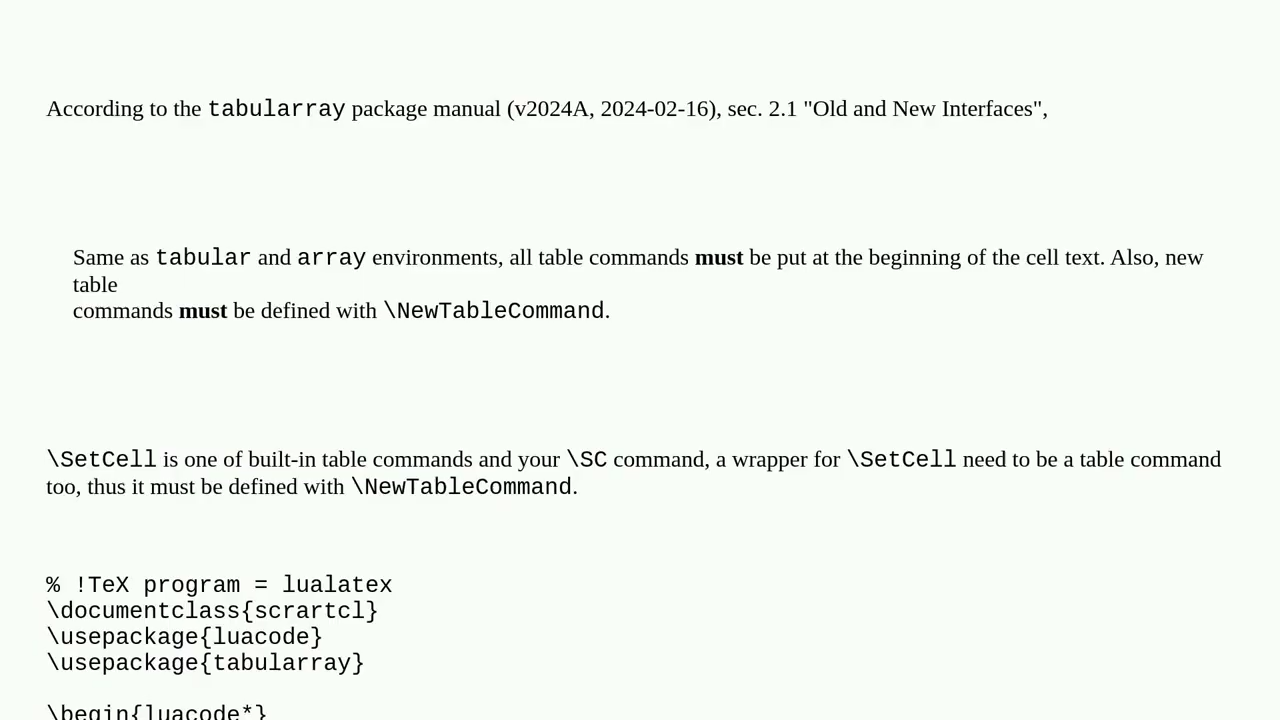 According to the tabularray package manual (v2024A, 2024-02-16), sec. 2.1 "Old and New Interfaces",
Same as tabular and array environments, all table commands must be put at the beginning of the cell text. Also, new
table
commands must be defined with \NewTableCommand.
\SetCell is one of built-in table commands and your \SC command, a wrapper for \SetCell need to be a table command
too, thus it must be defined with \NewTableCommand.
% !TeX program = lualatex
\documentclass{scrartcl}
\usepackage{luacode}
\usepackage{tabularray}
\begin{luacode*}